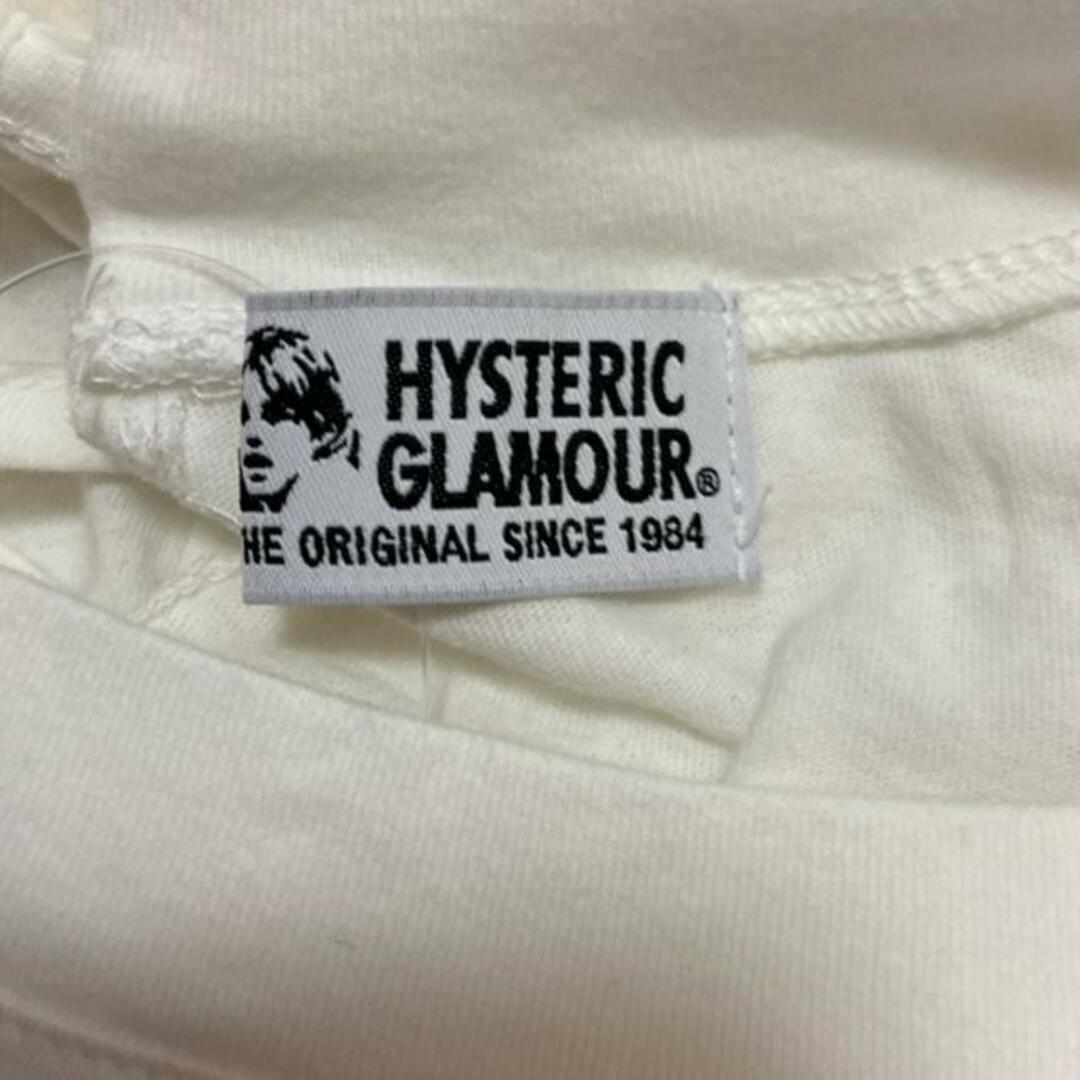 HYSTERIC
GLAMOUR®
HE ORIGINAL SINCE 1984